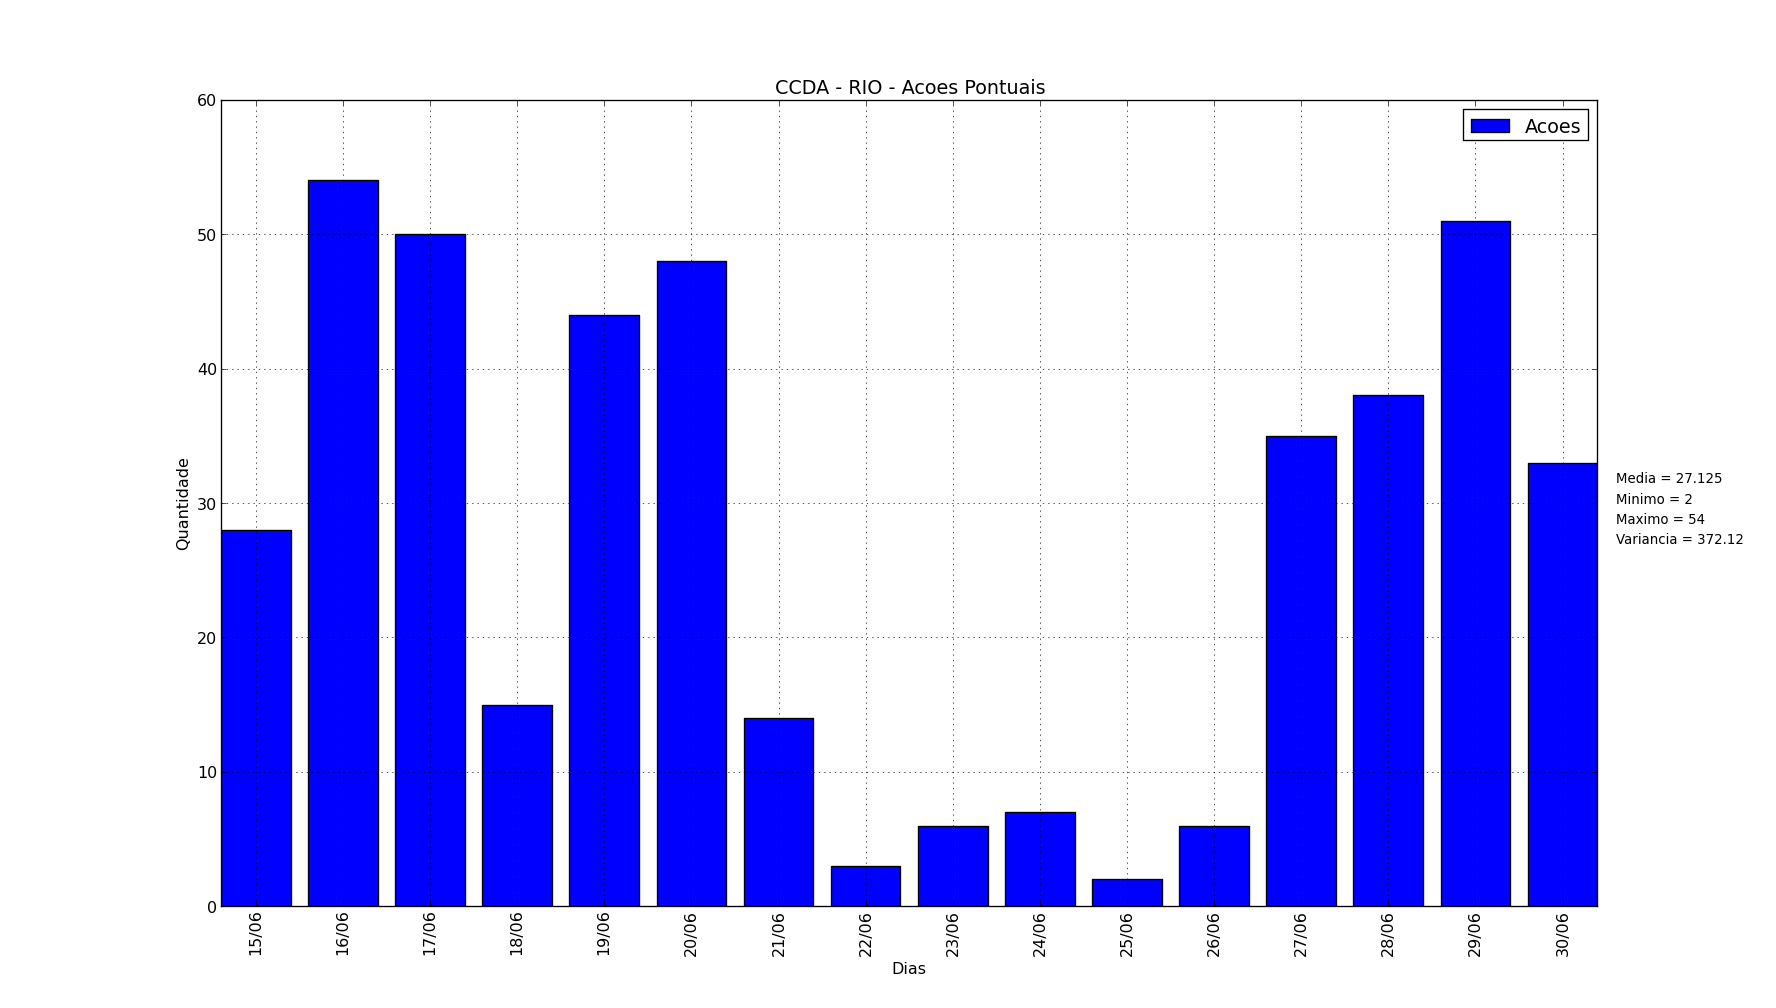 CCDA - RIO - Acoes Pontuais
Acoes
60
50
40
30
20
10
0
Quantidade
15/06
16/06
17/06
18/06
19/06
20/06
21/06
22/06
23/06
24/06
25/06
26/06
27/06
28/06
29/06
30/06
Dias
Media = 27.125
Minimo = 2
Maximo = 54
Variancia = 372.12